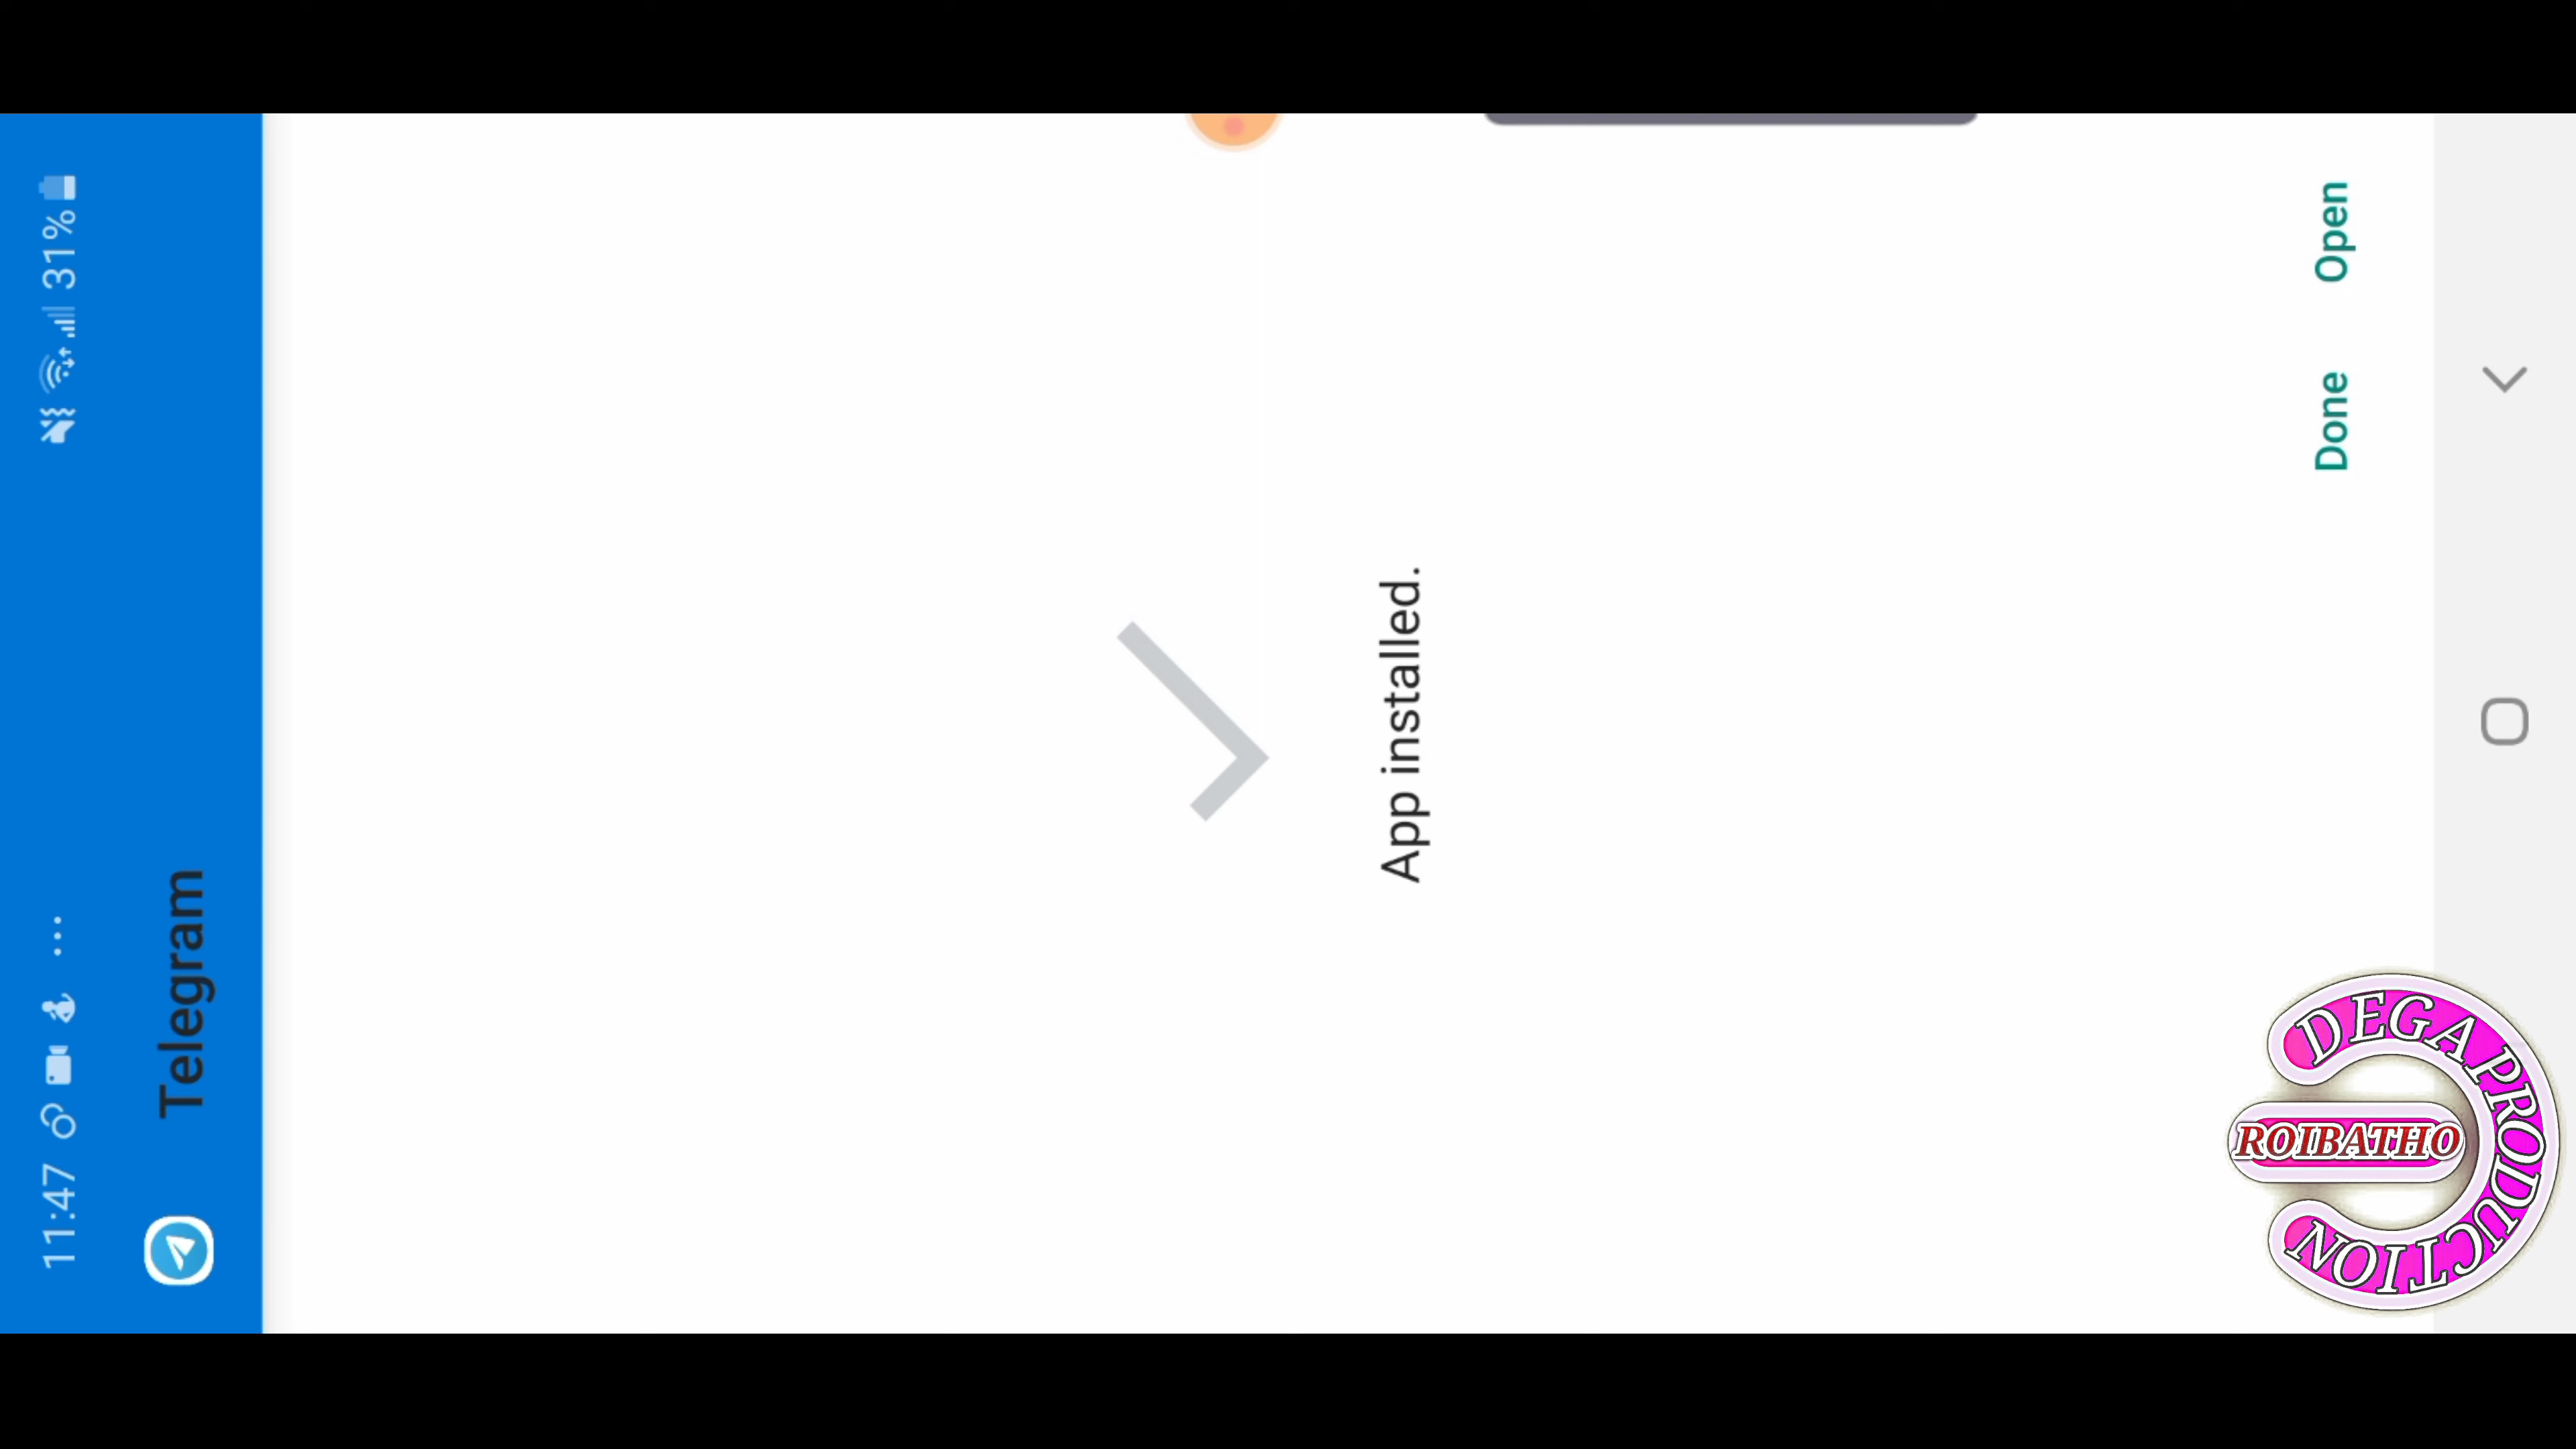 11:47 ... 31%
Telegram
App installed.
Done Open
DEGA PRODUCTION
ROIBATHO